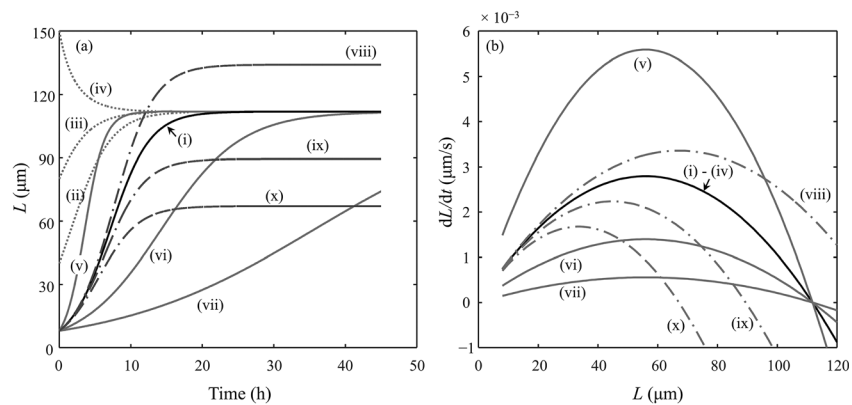 (a)
150
120
90
60
30
0
L (μm)
(i)
(ii)
(iii)
(iv)
(v)
(vi)
(vii)
(viii)
(ix)
(x)
0 10 20 30 40 50
Time (h)
× 10⁻³
(b)
6
5
4
3
2
1
0
−1
dL/dt (μm/s)
(v)
(i) - (iv)
(viii)
(vi)
(vii)
(x)
(ix)
0 20 40 60 80 100 120
L (μm)